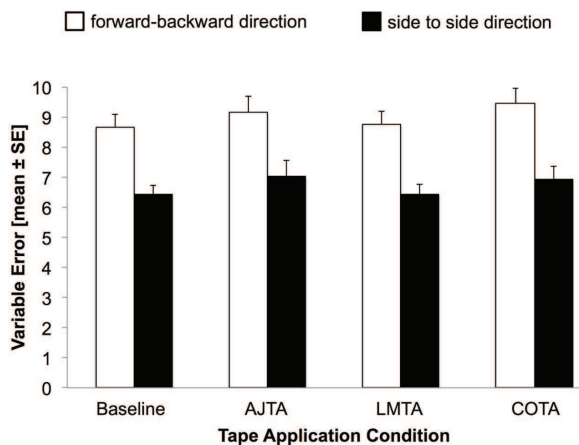 forward-backward direction side to side direction
10
9
8
7
6
5
4
3
2
1
0
Variable Error [mean ± SE]
Baseline AJTA LMTA COTA
Tape Application Condition